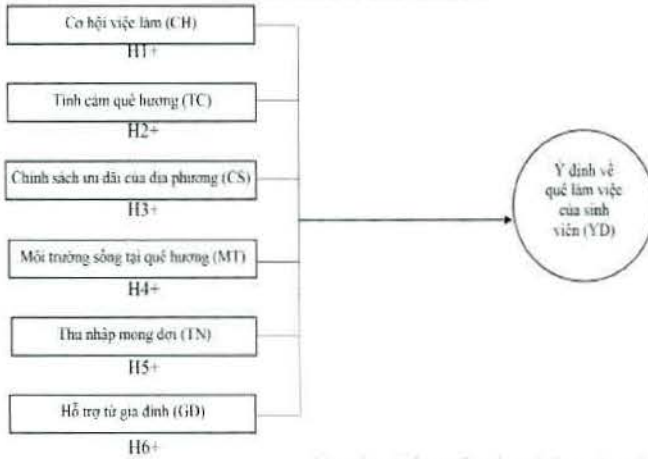 Cơ hội việc làm (CH)
H1+
Tình cảm quê hương (TC)
H2+
Chính sách ưu đãi của địa phương (CS)
H3+
Môi trường sống tại quê hương (MT)
H4+
Thu nhập mong đợi (TN)
H5+
Hỗ trợ từ gia đình (GD)
H6+
Ý định về
quê làm việc
của sinh
viên (YD)